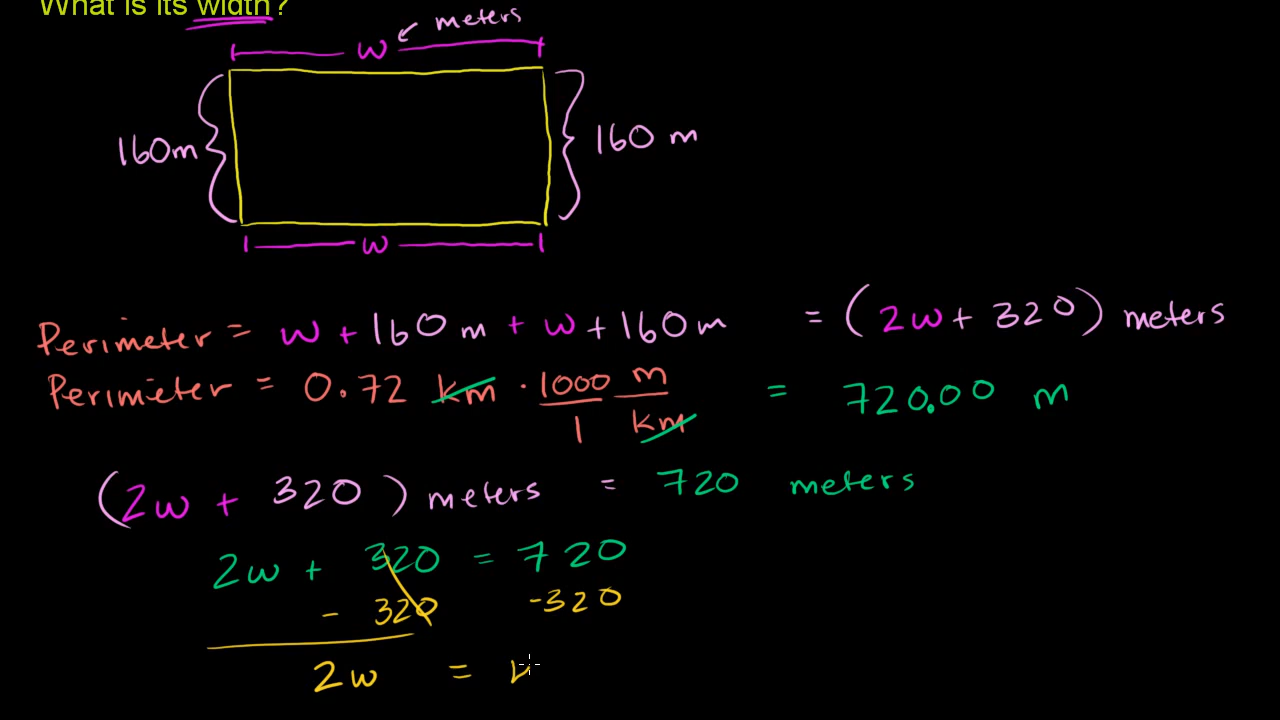 What is its width?
meters
w
160m 160 m
w
Perimeter = w + 160 m + w + 160 m = (2w + 320) meters
Perimeter = 0.72 km · 1000/1 m/km = 720.00 m
(2w + 320) meters = 720 meters
2w + 320 = 720
- 320 -320
2w =